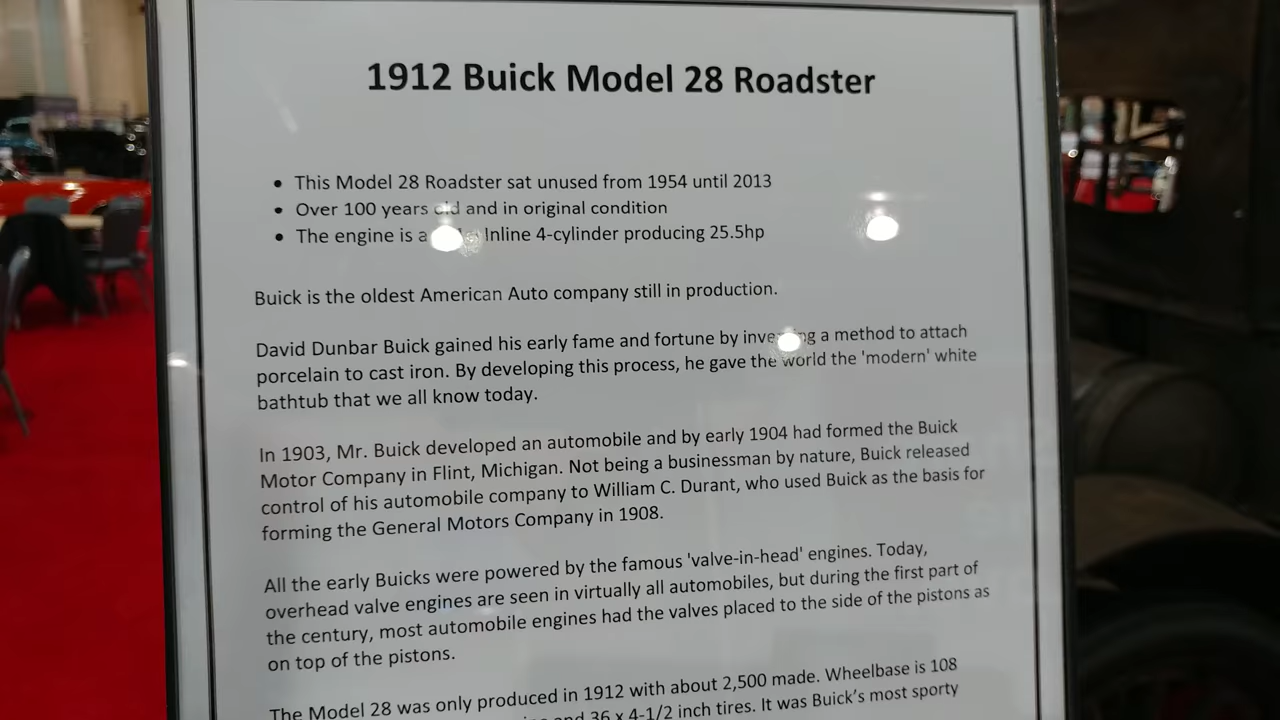 1912 Buick Model 28 Roadster
• This Model 28 Roadster sat unused from 1954 until 2013
• Over 100 years old and in original condition
• The engine is a Inline 4-cylinder producing 25.5hp
Buick is the oldest American Auto company still in production.
David Dunbar Buick gained his early fame and fortune by inventing a method to attach
porcelain to cast iron. By developing this process, he gave the world the 'modern' white
bathtub that we all know today.
In 1903, Mr. Buick developed an automobile and by early 1904 had formed the Buick
Motor Company in Flint, Michigan. Not being a businessman by nature, Buick released
control of his automobile company to William C. Durant, who used Buick as the basis for
forming the General Motors Company in 1908.
All the early Buicks were powered by the famous 'valve-in-head' engines. Today,
overhead valve engines are seen in virtually all automobiles, but during the first part of
the century, most automobile engines had the valves placed to the side of the pistons as
on top of the pistons.
The Model 28 was only produced in 1912 with about 2,500 made. Wheelbase is 108
and 36 x 4-1/2 inch tires. It was Buick's most sporty